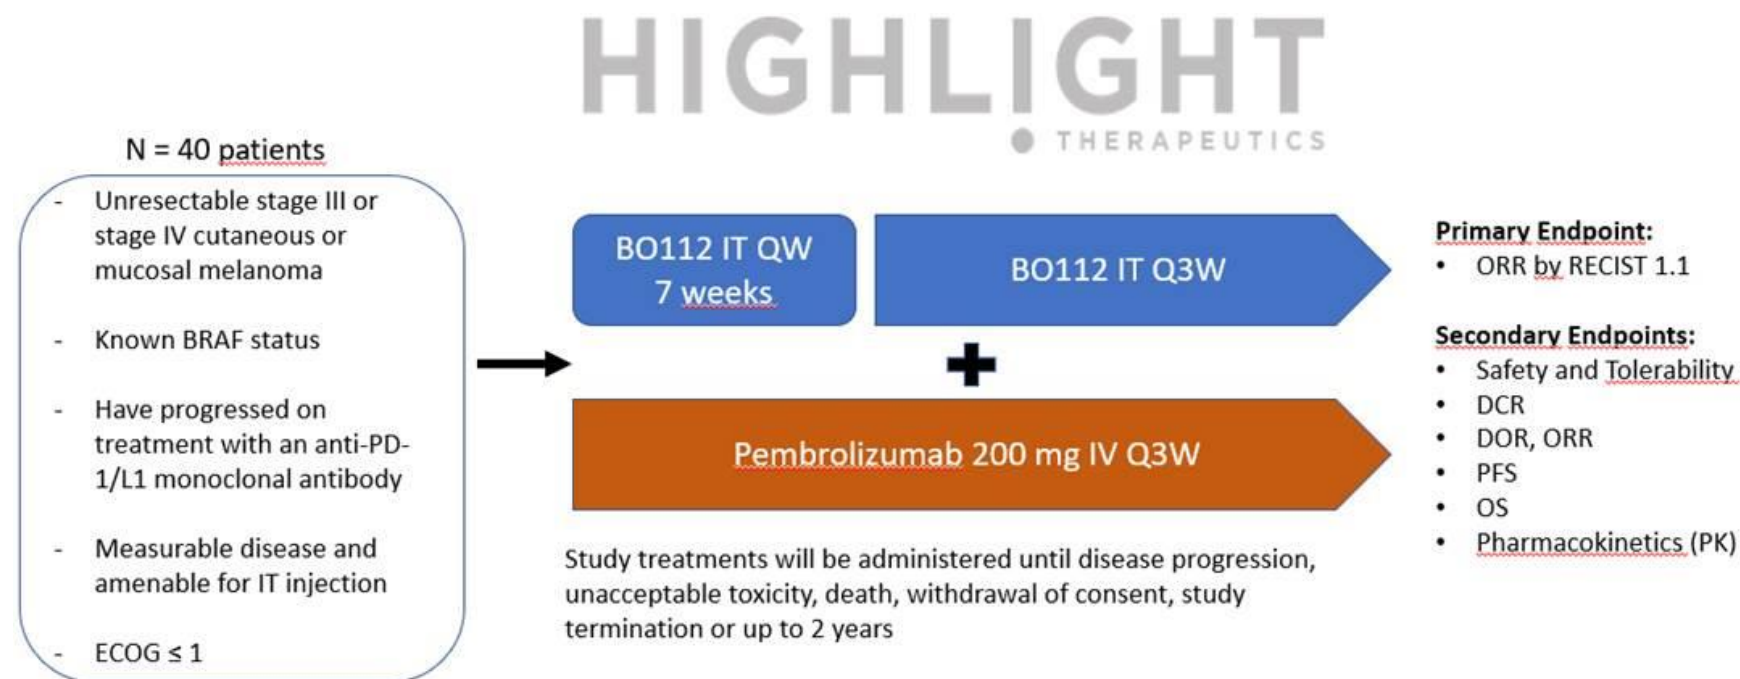 HIGHLIGHT
THERAPEUTICS
N = 40 patients
- Unresectable stage III or
stage IV cutaneous or
mucosal melanoma
- Known BRAF status
- Have progressed on
treatment with an anti-PD-
1/L1 monoclonal antibody
- Measurable disease and
amenable for IT injection
- ECOG ≤ 1
BO112 IT QW
7 weeks
BO112 IT Q3W
Pembrolizumab 200 mg IV Q3W
Study treatments will be administered until disease progression,
unacceptable toxicity, death, withdrawal of consent, study
termination or up to 2 years
Primary Endpoint:
• ORR by RECIST 1.1
Secondary Endpoints:
• Safety and Tolerability
• DCR
• DOR, ORR
• PFS
• OS
• Pharmacokinetics (PK)